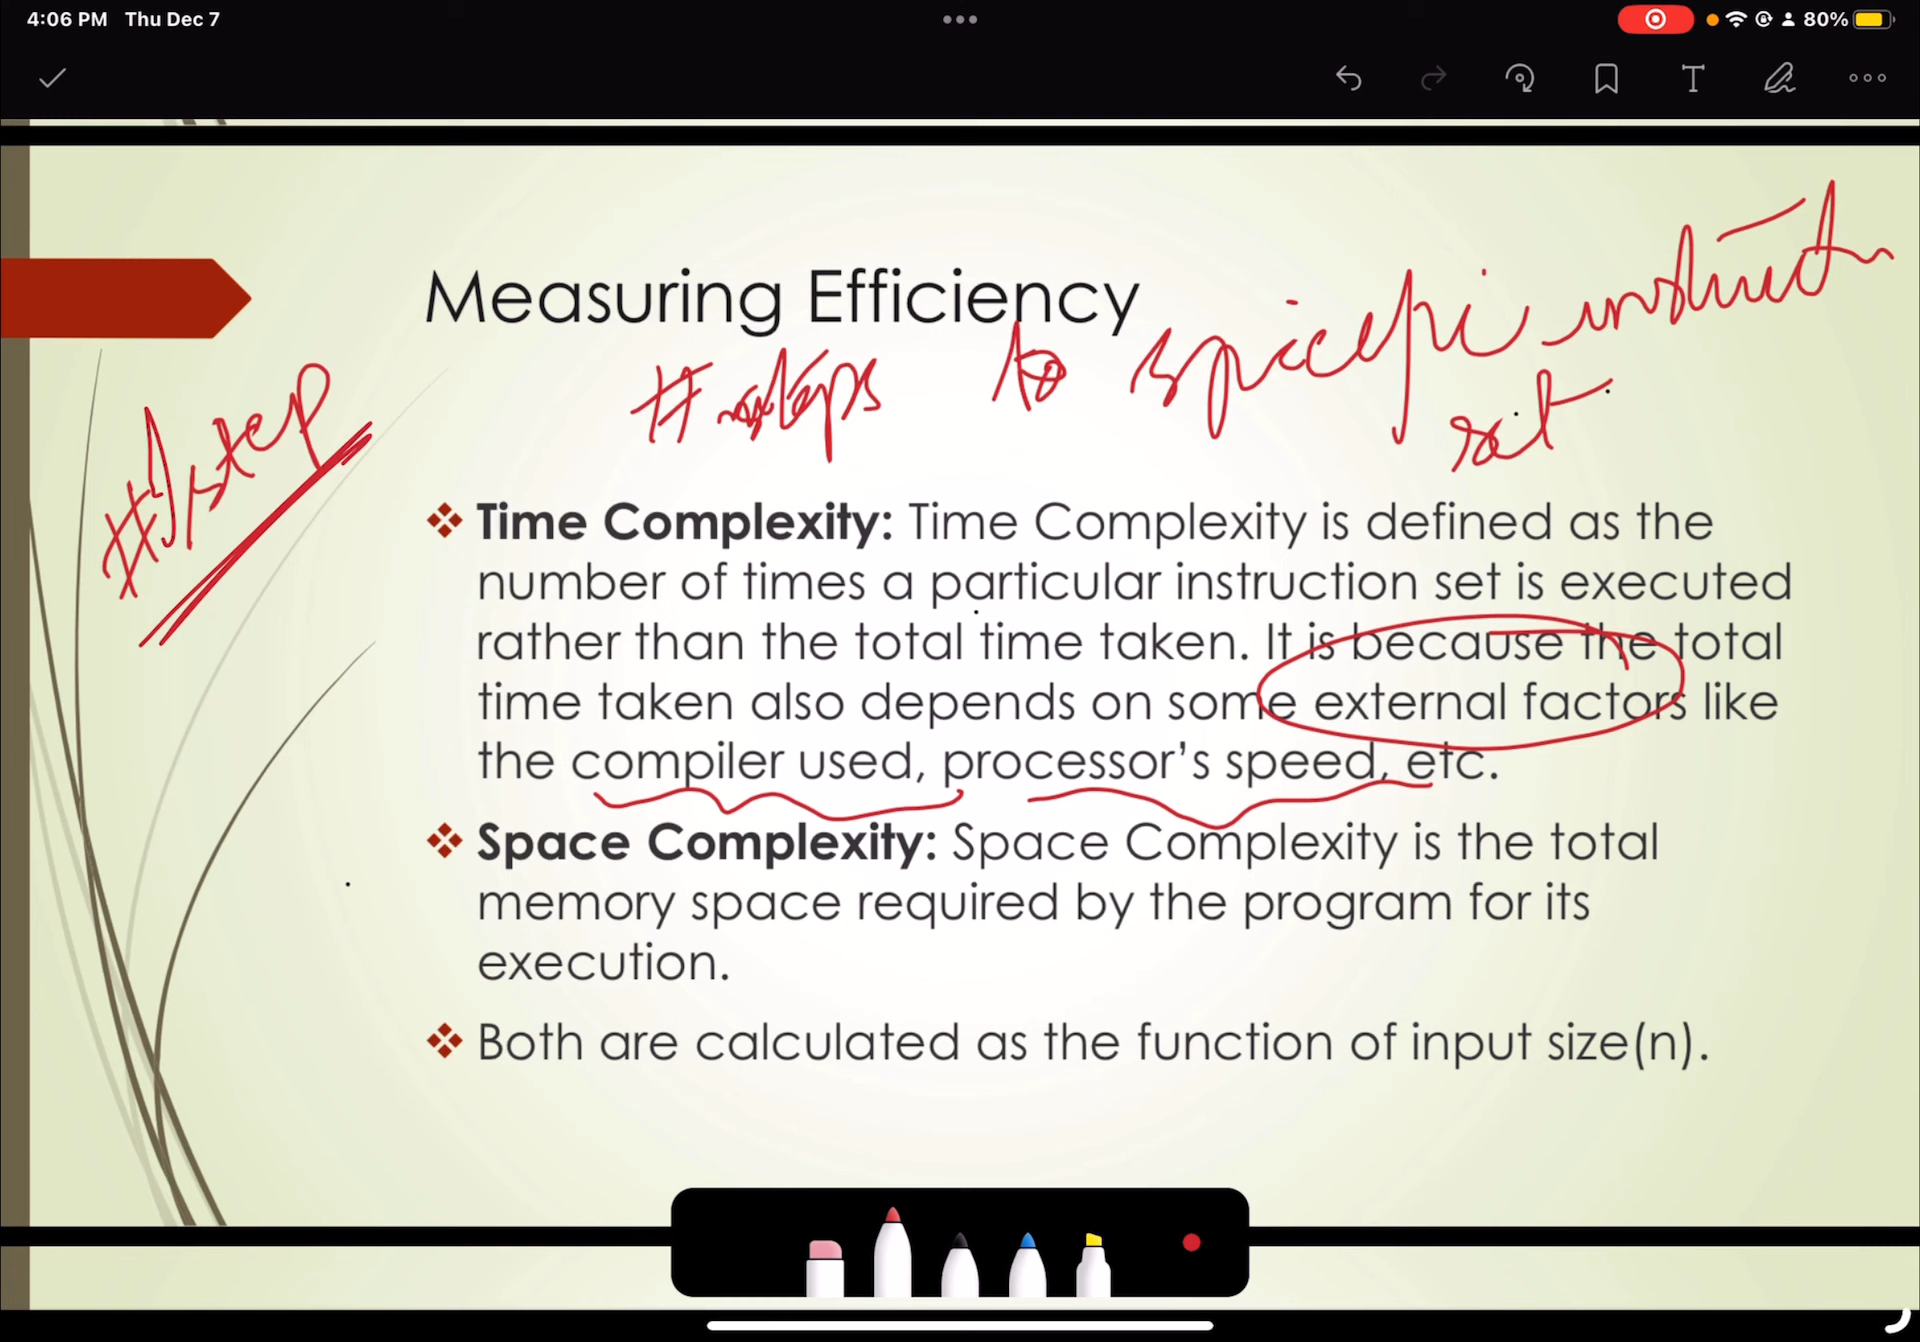 4:06 PM Thu Dec 7
80%
Measuring Efficiency
#steps to specific instruct
set
#/step
Time Complexity: Time Complexity is defined as the
number of times a particular instruction set is executed
rather than the total time taken. It is because the total
time taken also depends on some external factors like
the compiler used, processor’s speed, etc.
Space Complexity: Space Complexity is the total
memory space required by the program for its
execution.
Both are calculated as the function of input size(n).